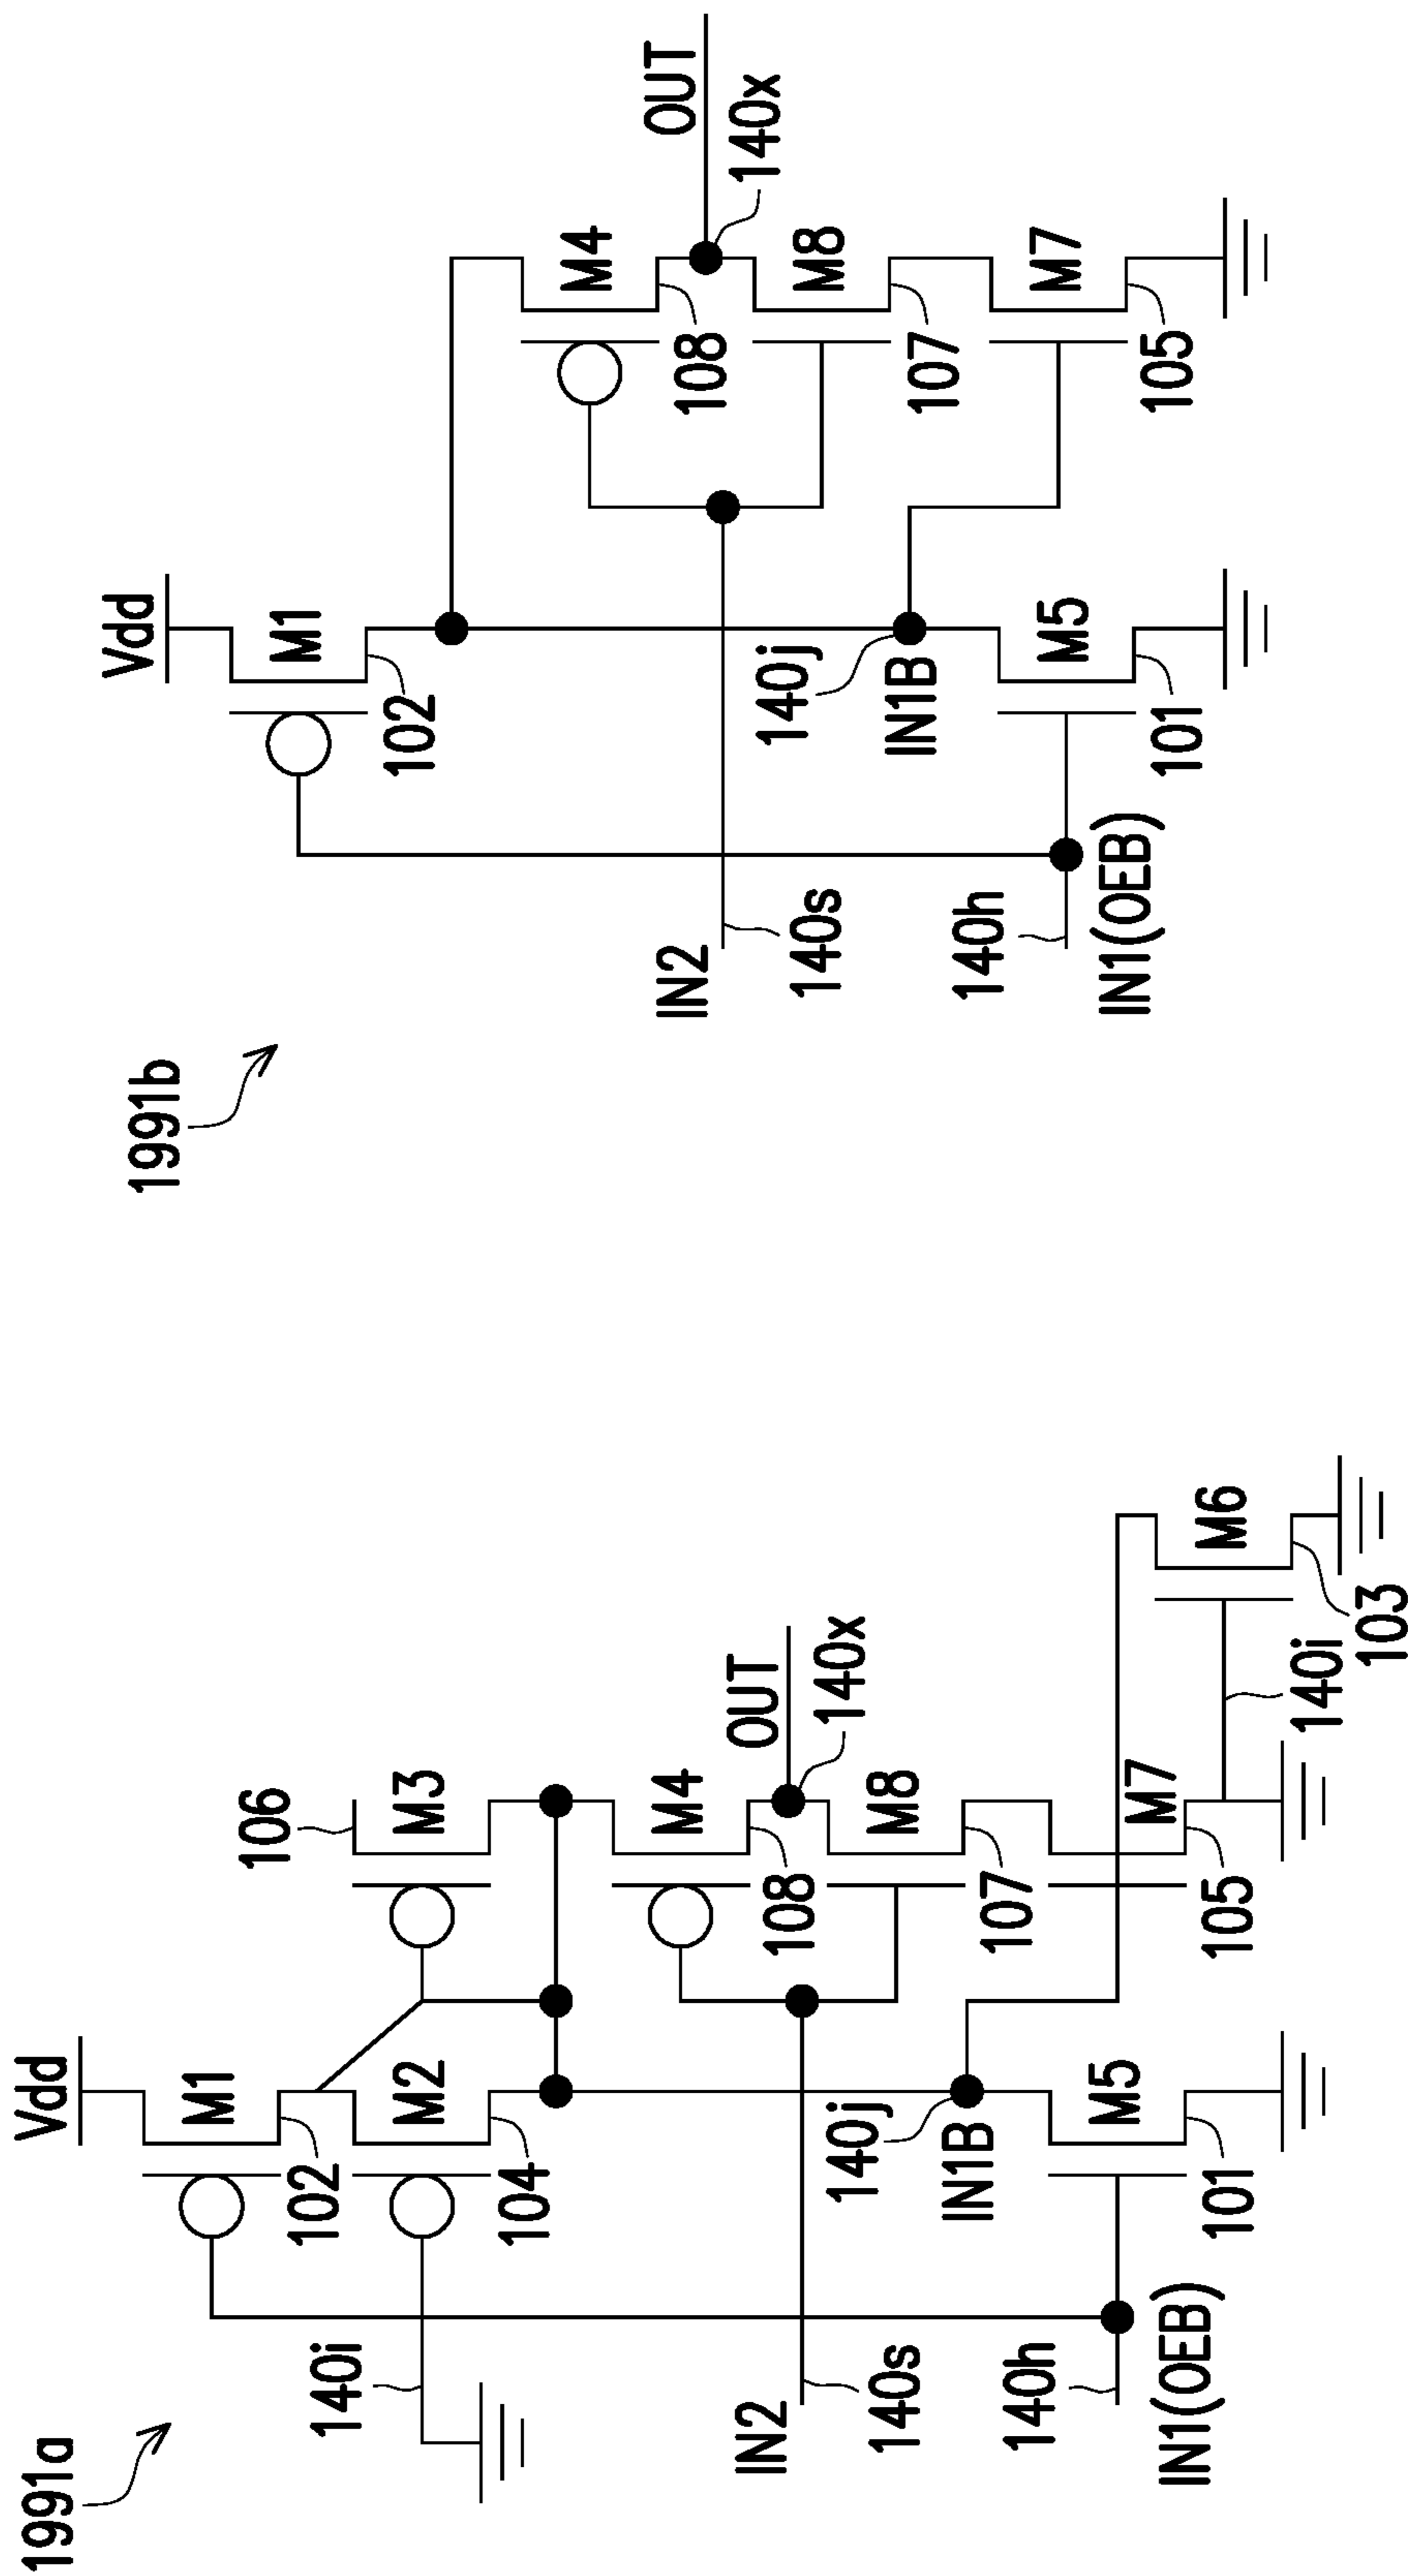 1991a
Vdd
M1
102
M2
104
140i
106
M3
M4
108
OUT
140x
IN2
140s
M8
107
140j
IN1B
M7
105
M5
101
140h
IN1(OEB)
M6
103
140i
1991b
Vdd
M1
102
M4
108
OUT
140x
IN2
140s
M8
107
140j
IN1B
M7
105
M5
101
140h
IN1(OEB)